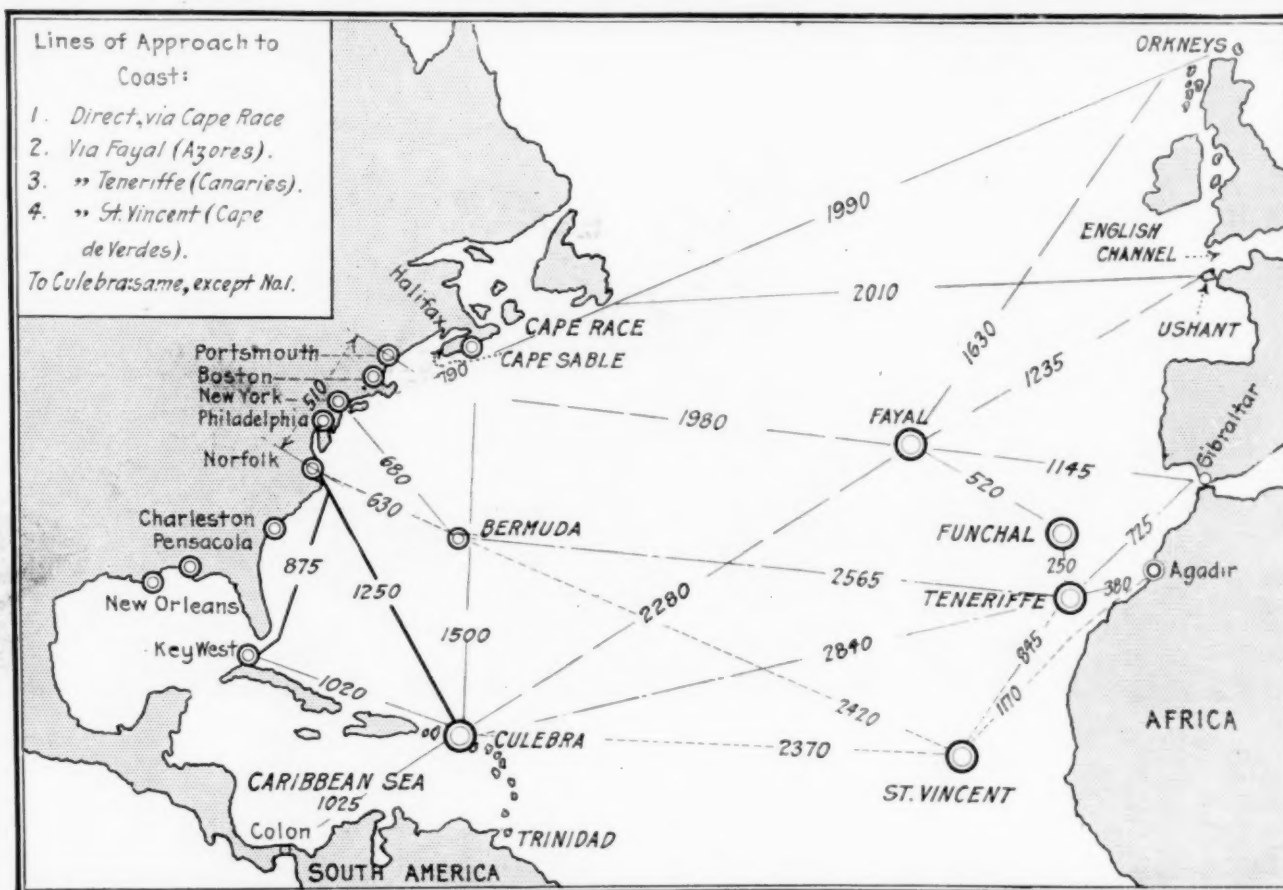 Lines of Approach to
Coast:
1. Direct, via Cape Race
2. Via Fayal (Azores).
3. " Teneriffe (Canaries).
4. " St. Vincent (Cape
de Verdes).
To Culebra: same, except No.1.
ORKNEYS
1990
ENGLISH
CHANNEL
2010
USHANT
1630
1235
Halifax
CAPE RACE
CAPE SABLE
790
Portsmouth
Boston
New York
Philadelphia
510
Norfolk
1980
FAYAL
1145
Gibraltar
680
630
520
Charleston
Pensacola
BERMUDA
FUNCHAL
725
875
250
Agadir
New Orleans
1250
2565
TENERIFFE
380
2280
1500
2840
845
Key West
1020
1170
2420
CULEBRA
2370
AFRICA
CARIBBEAN SEA
1025
ST. VINCENT
Colon
TRINIDAD
SOUTH AMERICA